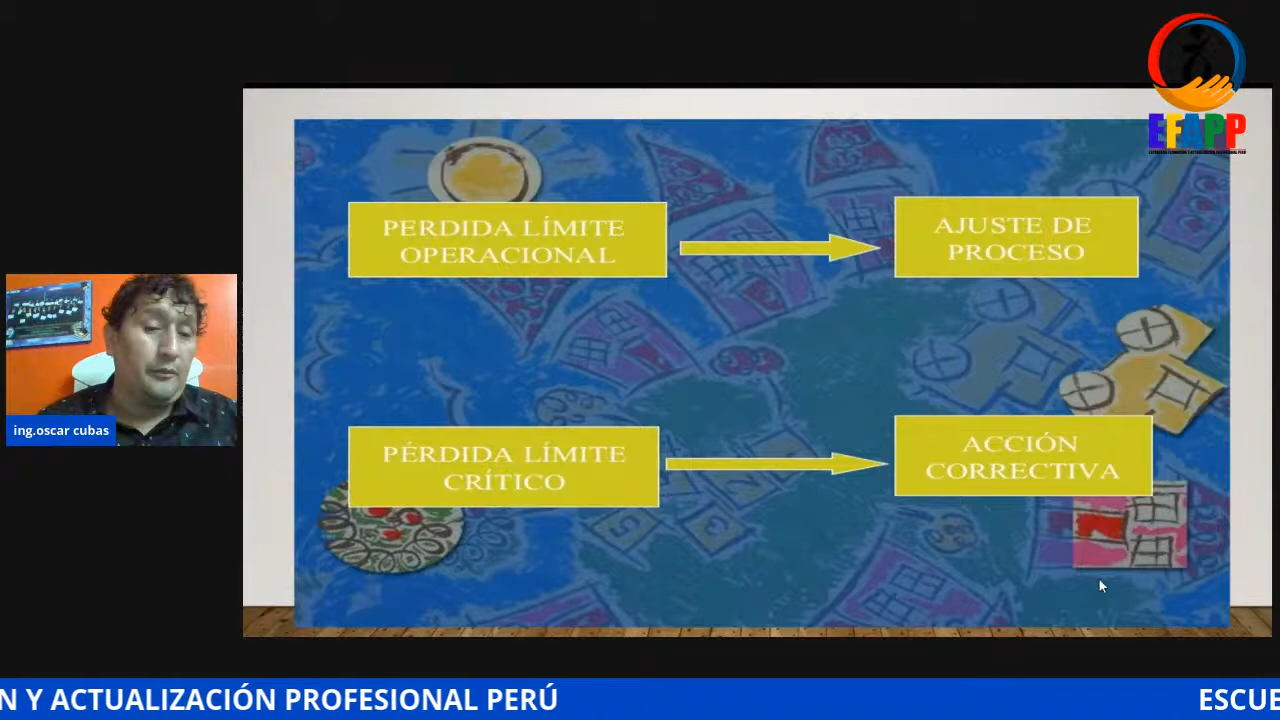 EFAPP
PERDIDA LÍMITE
OPERACIONAL
AJUSTE DE
PROCESO
PÉRDIDA LÍMITE
CRÍTICO
ACCIÓN
CORRECTIVA
ing.oscar cubas
N Y ACTUALIZACIÓN PROFESIONAL PERÚ
ESCUE